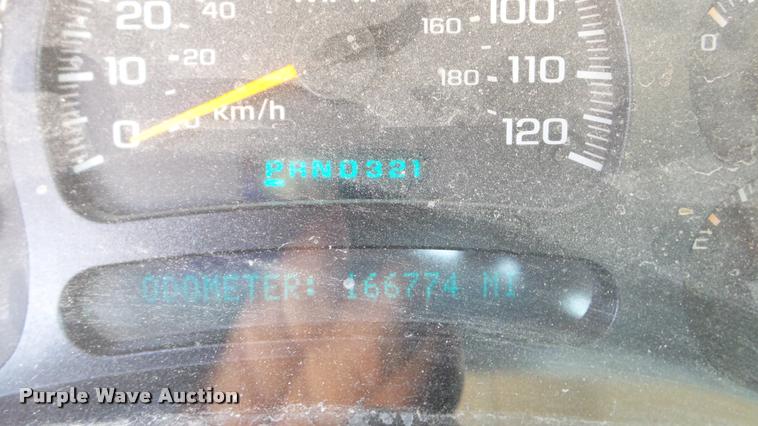 20 40 160 100
10 20 180 110
0 km/h 120
PRND321
0
ODOMETER: 166774 MI
Purple Wave Auction